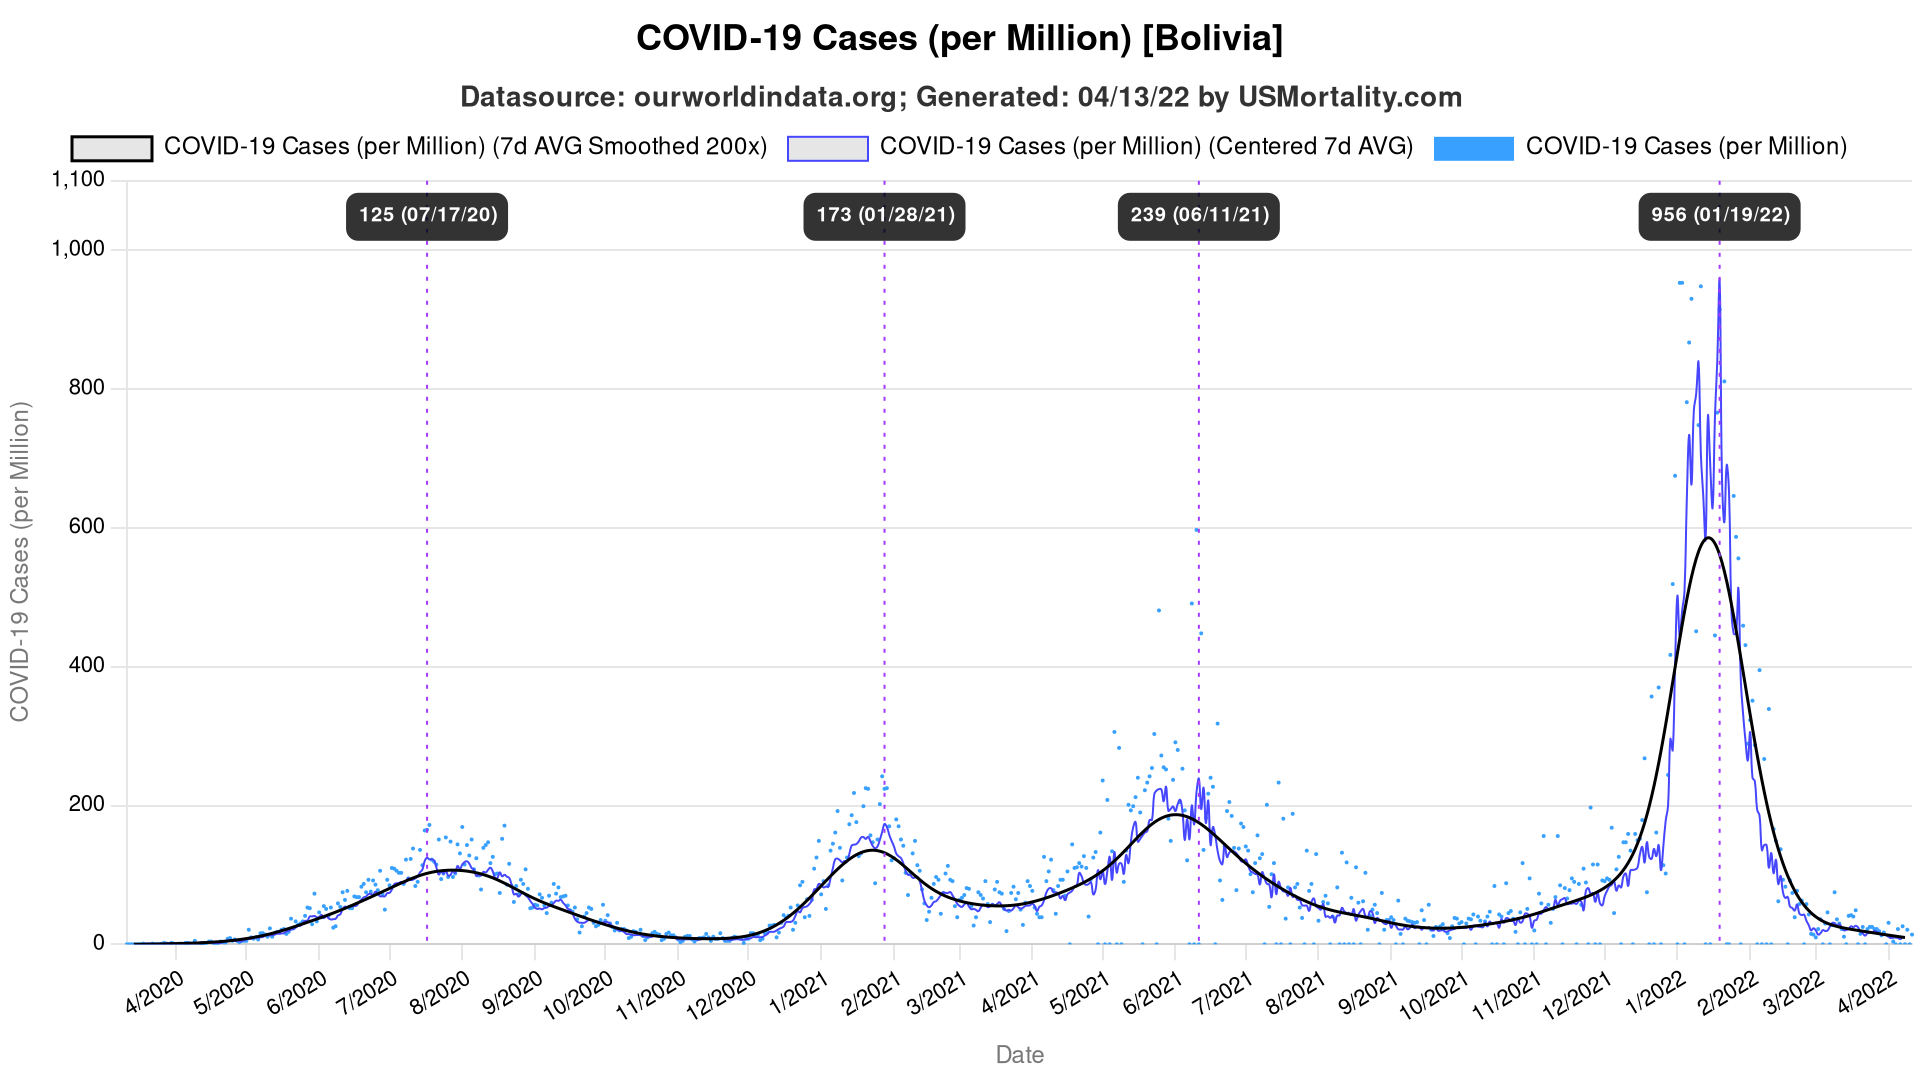 COVID-19 Cases (per Million) [Bolivia]
Datasource: ourworldindata.org; Generated: 04/13/22 by USMortality.com
COVID-19 Cases (per Million) (7d AVG Smoothed 200x) COVID-19 Cases (per Million) (Centered 7d AVG) COVID-19 Cases (per Million)
125 (07/17/20) 173 (01/28/21) 239 (06/11/21) 956 (01/19/22)
1,100
1,000
800
600
400
200
0
COVID-19 Cases (per Million)
4/2020 5/2020 6/2020 7/2020 8/2020 9/2020 10/2020 11/2020 12/2020 1/2021 2/2021 3/2021 4/2021 5/2021 6/2021 7/2021 8/2021 9/2021 10/2021 11/2021 12/2021 1/2022 2/2022 3/2022 4/2022
Date